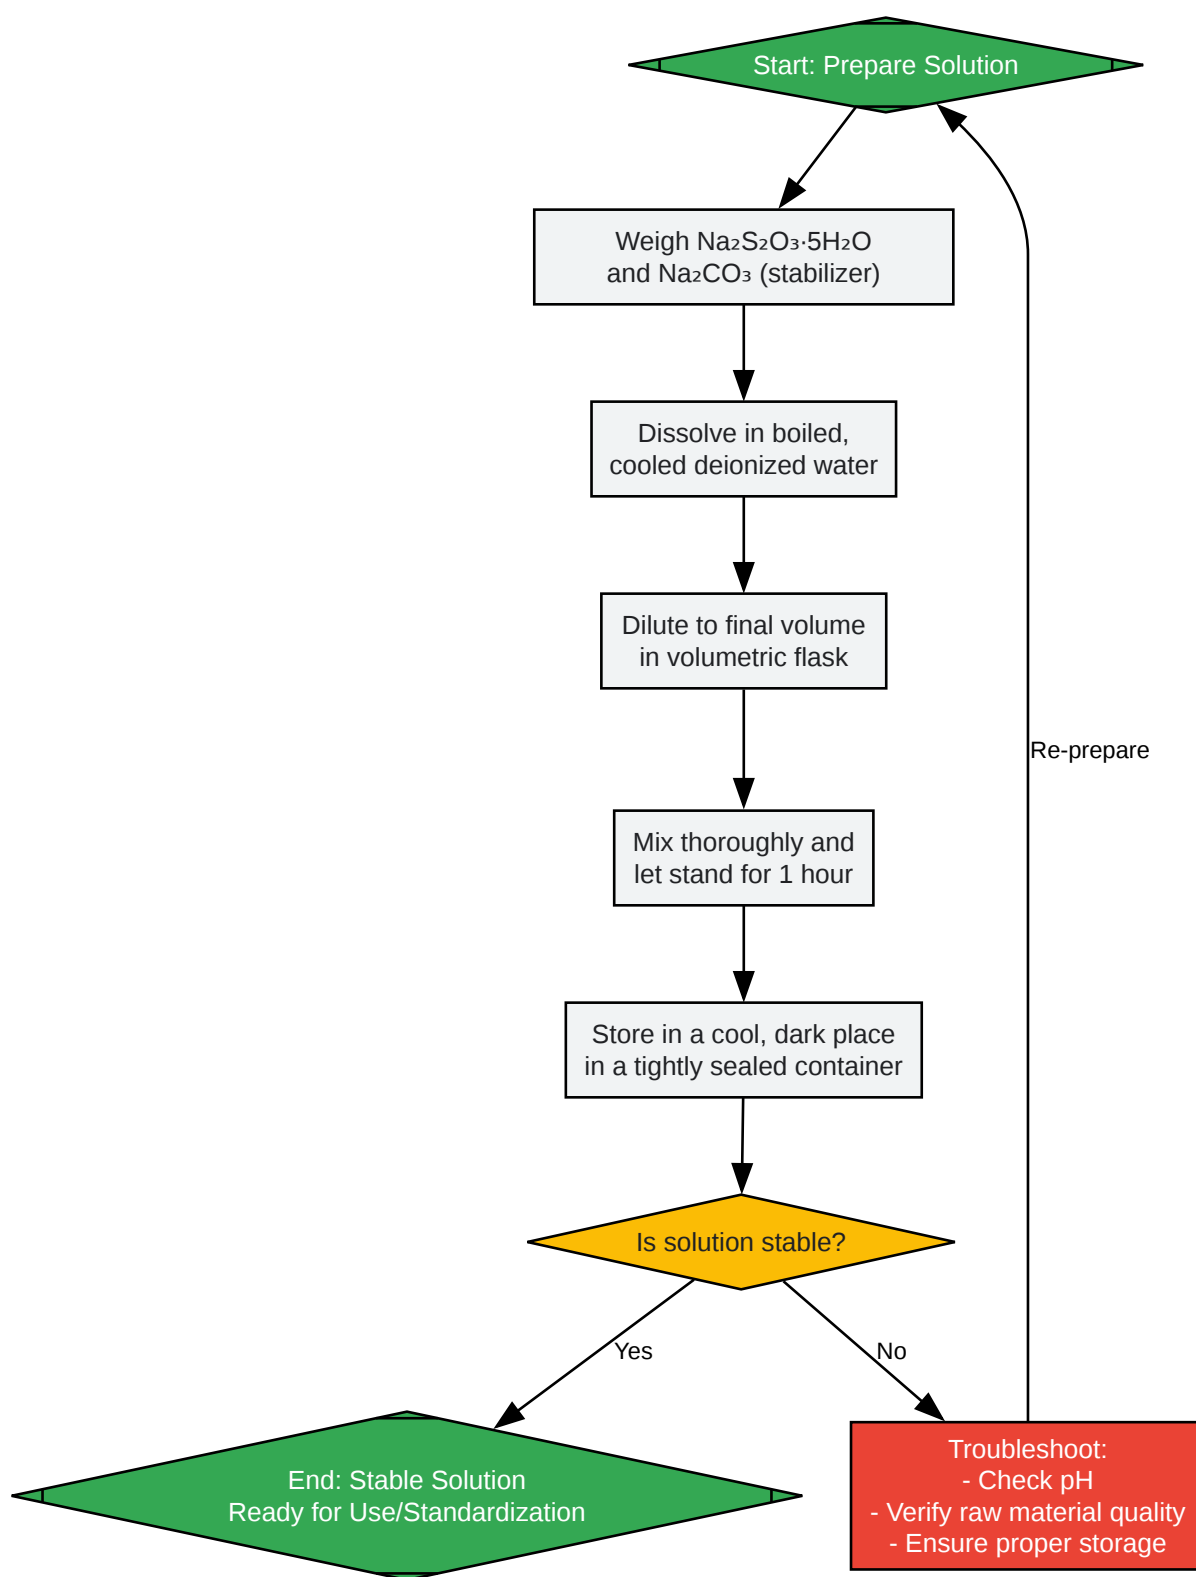 Start: Prepare Solution
Weigh Na₂S₂O₃·5H₂O
and Na₂CO₃ (stabilizer)
Dissolve in boiled,
cooled deionized water
Dilute to final volume
in volumetric flask
Re-prepare
Mix thoroughly and
let stand for 1 hour
Store in a cool, dark place
in a tightly sealed container
Is solution stable?
Yes
No
End: Stable Solution
Ready for Use/Standardization
Troubleshoot:
- Check pH
- Verify raw material quality
- Ensure proper storage